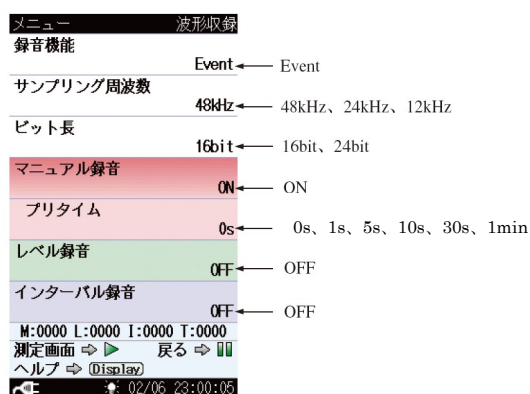 メニュー 波形収録
録音機能
Event Event
サンプリング周波数
48kHz 48kHz、24kHz、12kHz
ビット長
16bit 16bit、24bit
マニュアル録音
ON ON
プリタイム
0s 0s、1s、5s、10s、30s、1min
レベル録音
OFF OFF
インターバル録音
OFF OFF
M:0000 L:0000 I:0000 T:0000
測定画面 ⇨ ▶ 戻る ⇨ ▮▮
ヘルプ ⇨ (Display)
02/06 23:00:05